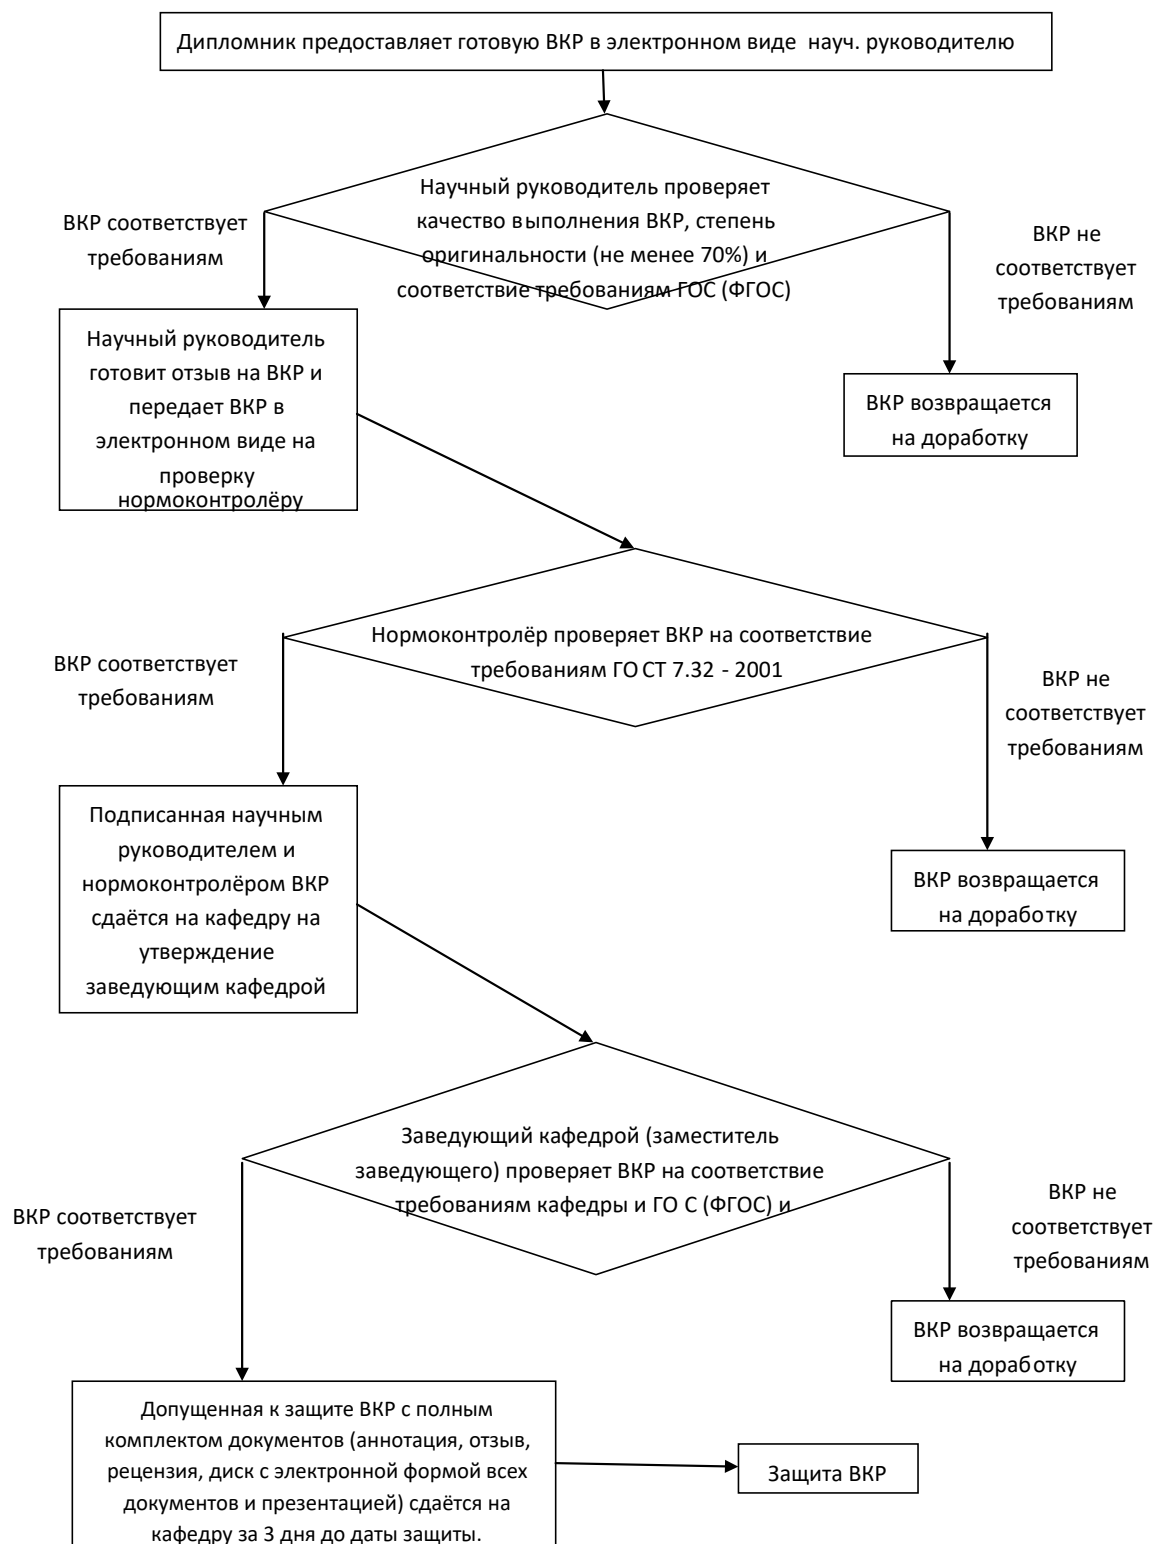 Дипломник предоставляет готовую ВКР в электронном виде науч. руководителю
Научный руководитель проверяет
качество выполнения ВКР, степень
оригинальности (не менее 70%) и
соответствие требованиям ГОС (ФГОС)
ВКР соответствует
требованиям
ВКР не
соответствует
требованиям
Научный руководитель
готовит отзыв на ВКР и
передает ВКР в
электронном виде на
проверку
нормоконтролёру
ВКР возвращается
на доработку
Нормоконтролёр проверяет ВКР на соответствие
требованиям ГО СТ 7.32 - 2001
ВКР соответствует
требованиям
ВКР не
соответствует
требованиям
Подписанная научным
руководителем и
нормоконтролёром ВКР
сдаётся на кафедру на
утверждение
заведующим кафедрой
ВКР возвращается
на доработку
Заведующий кафедрой (заместитель
заведующего) проверяет ВКР на соответствие
требованиям кафедры и ГО С (ФГОС) и
ВКР соответствует
требованиям
ВКР не
соответствует
требованиям
ВКР возвращается
на доработку
Допущенная к защите ВКР с полным
комплектом документов (аннотация, отзыв,
рецензия, диск с электронной формой всех
документов и презентацией) сдаётся на
кафедру за 3 дня до даты защиты.
Защита ВКР